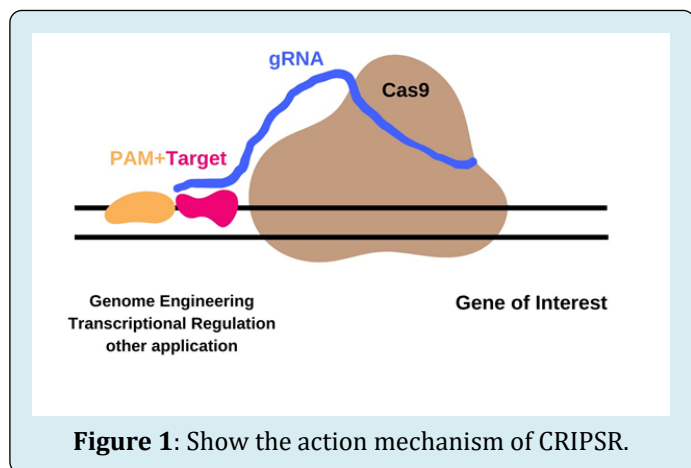 gRNA
Cas9
PAM+Target
Genome Engineering
Transcriptional Regulation
other application
Gene of Interest
Figure 1: Show the action mechanism of CRIPSR.